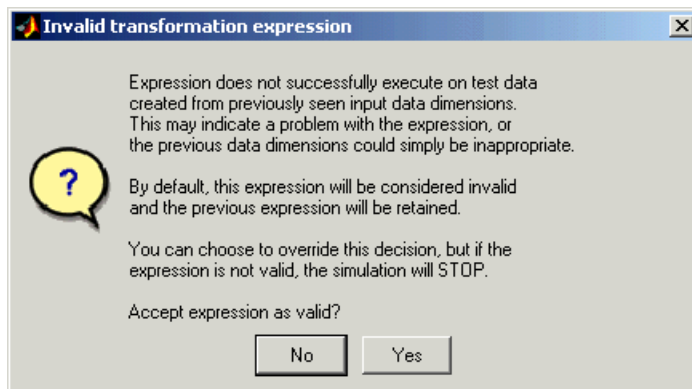 Invalid transformation expression
Expression does not successfully execute on test data
created from previously seen input data dimensions.
This may indicate a problem with the expression, or
the previous data dimensions could simply be inappropriate.
?
By default, this expression will be considered invalid
and the previous expression will be retained.
You can choose to override this decision, but if the
expression is not valid, the simulation will STOP.
Accept expression as valid?
No Yes